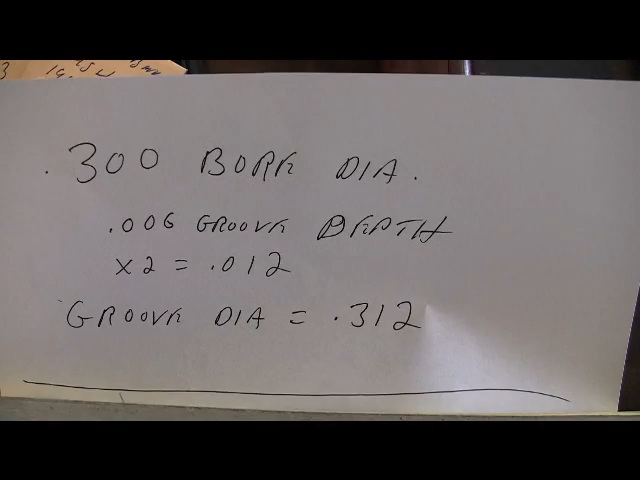 .300 BORE DIA.
.006 GROOVE DEPTH
x2 = .012
GROOVE DIA = .312